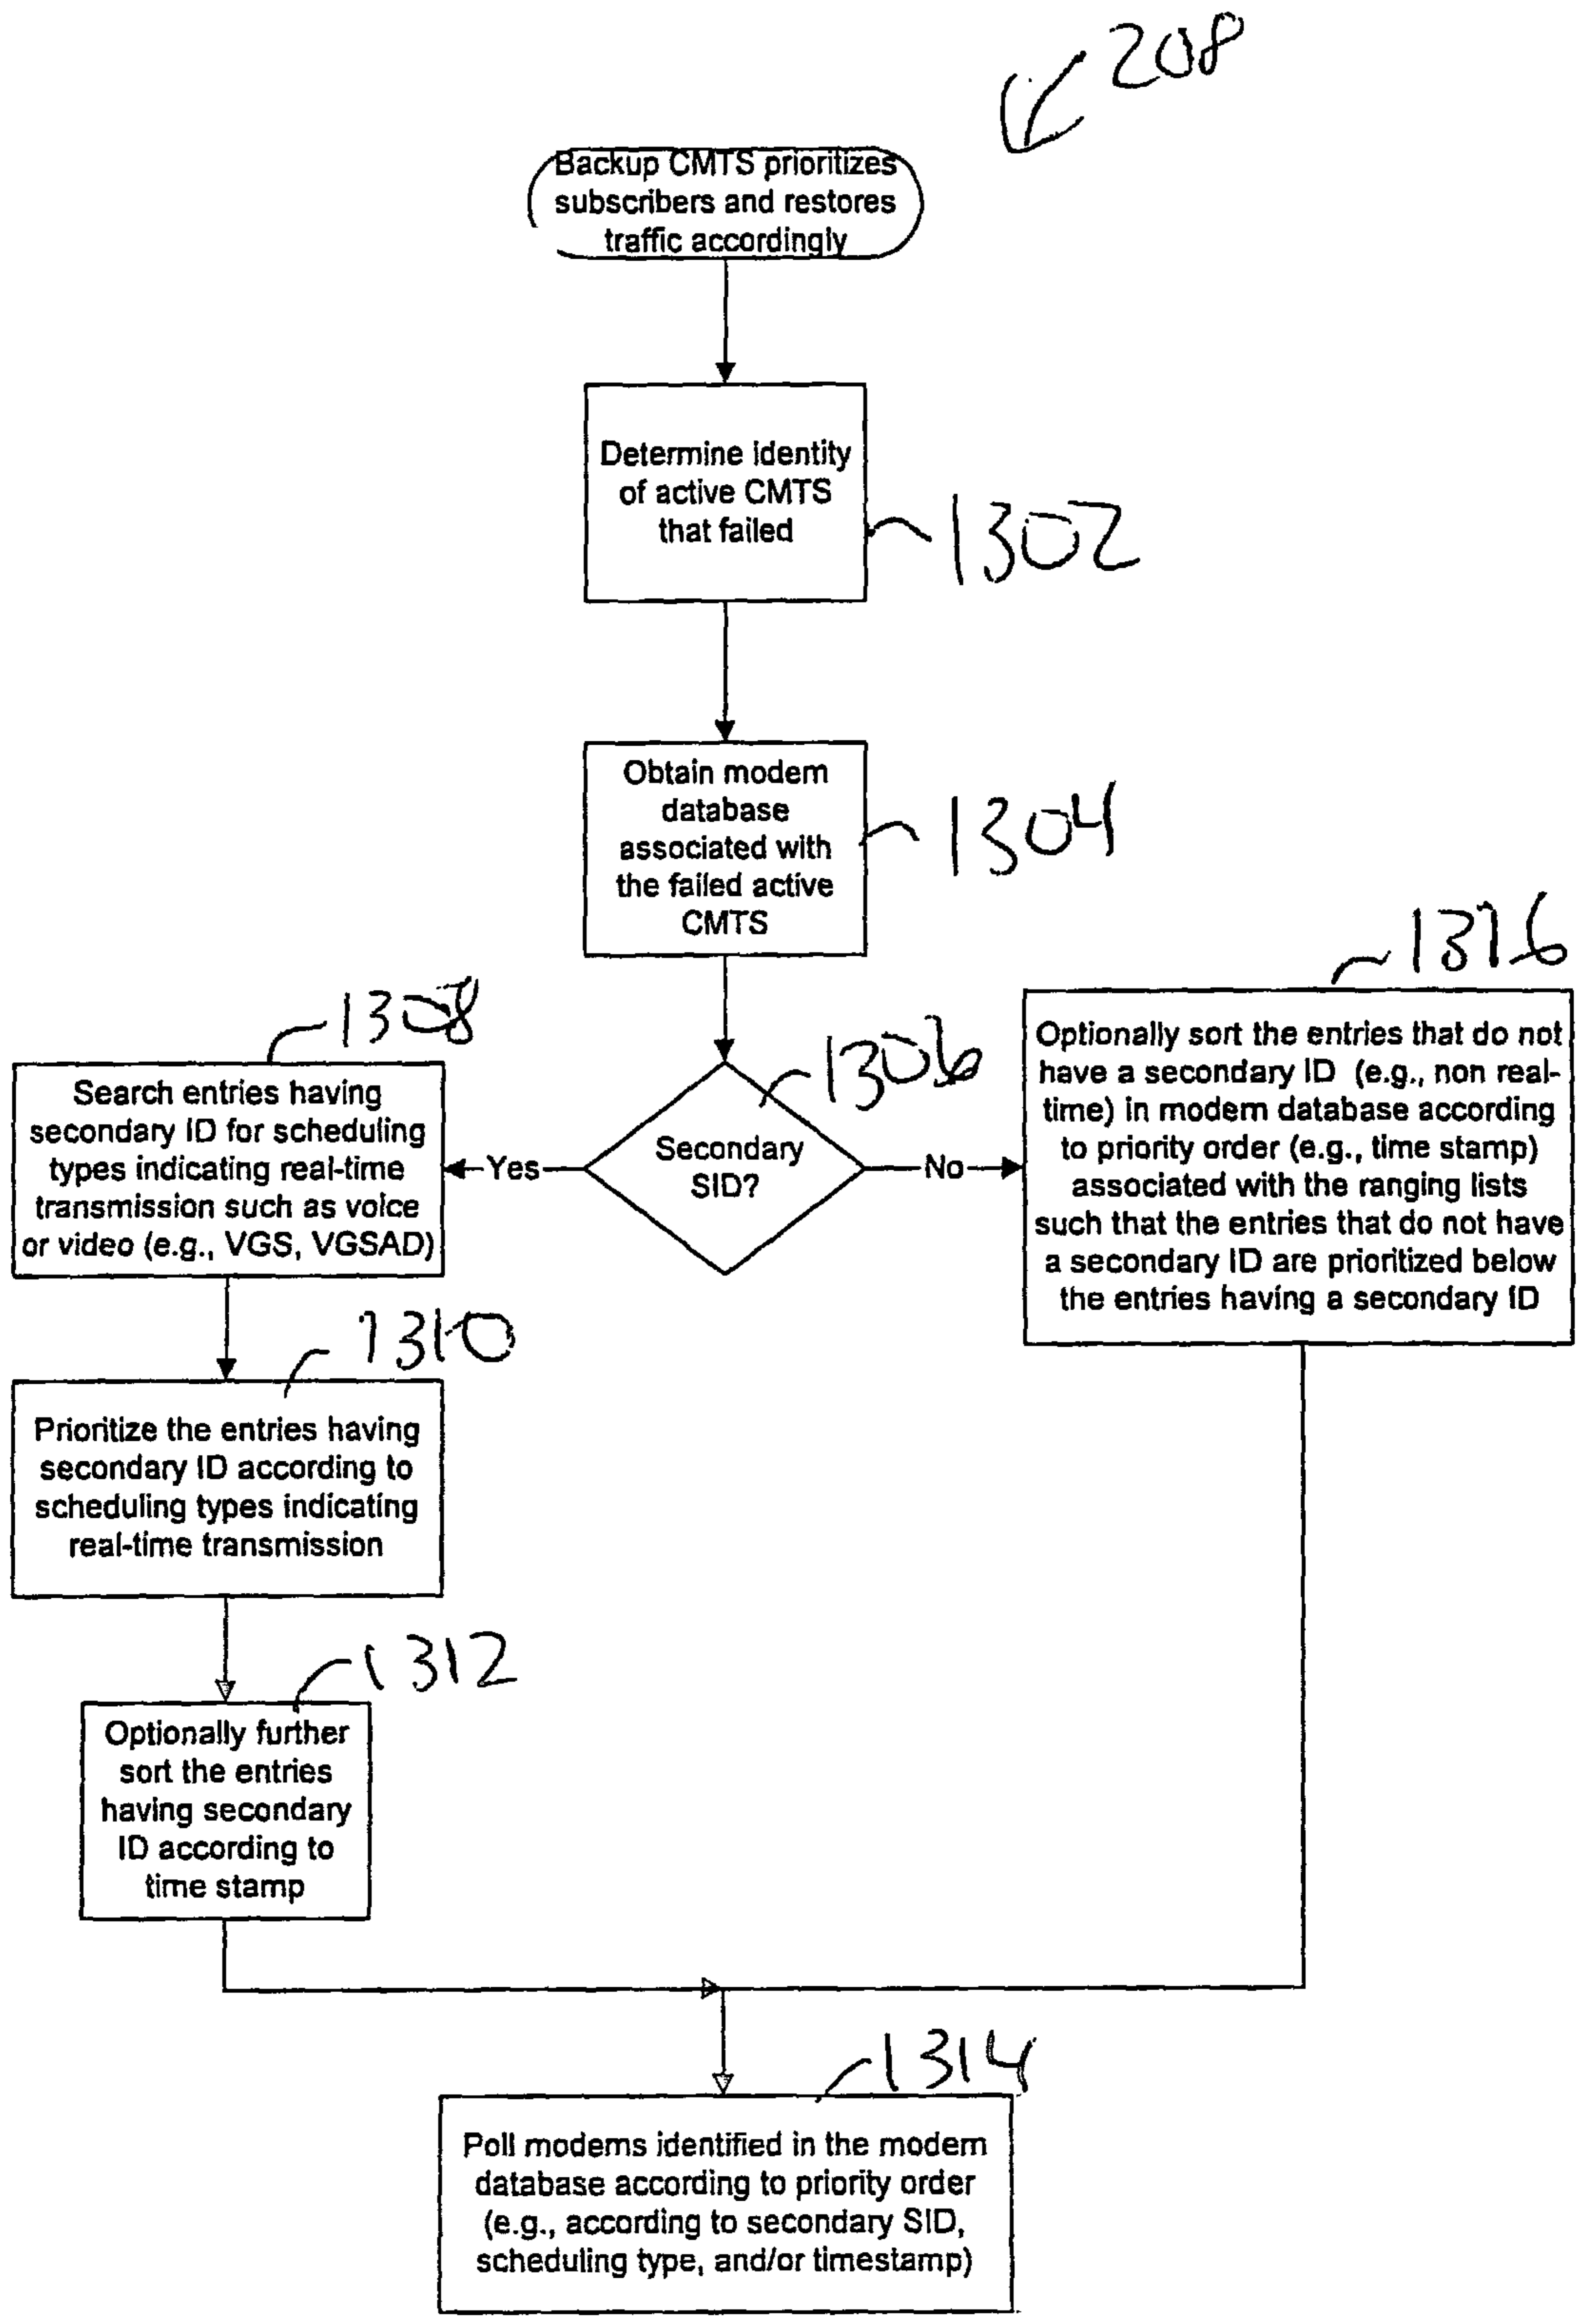 208
Backup CMTS prioritizes
subscribers and restores
traffic accordingly
Determine identity
of active CMTS
that failed
1302
Obtain modem
database
associated with
the failed active
CMTS
1304
Secondary
SID?
1306
Yes
No
1308
Search entries having
secondary ID for scheduling
types indicating real-time
transmission such as voice
or video (e.g., VGS, VGSAD)
1310
Prioritize the entries having
secondary ID according to
scheduling types indicating
real-time transmission
1312
Optionally further
sort the entries
having secondary
ID according to
time stamp
1316
Optionally sort the entries that do not
have a secondary ID (e.g., non real-
time) in modem database according
to priority order (e.g., time stamp)
associated with the ranging lists
such that the entries that do not have
a secondary ID are prioritized below
the entries having a secondary ID
1314
Poll modems identified in the modem
database according to priority order
(e.g., according to secondary SID,
scheduling type, and/or timestamp)